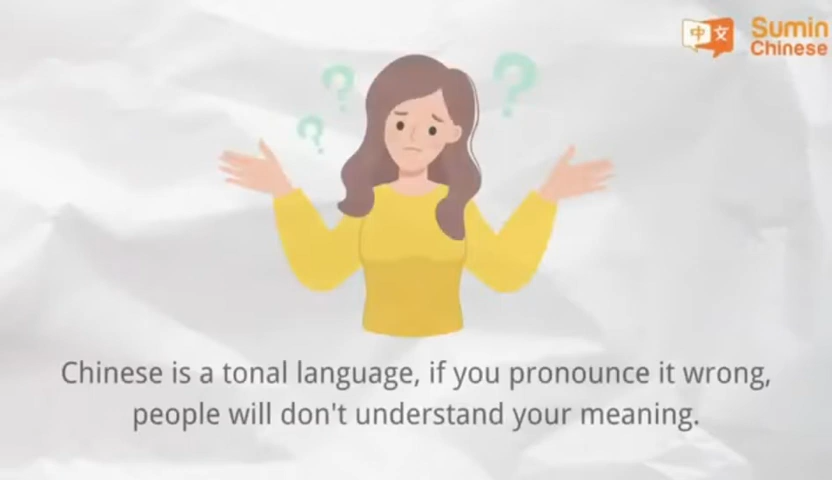 中文
Sumin
Chinese
Chinese is a tonal language, if you pronounce it wrong,
people will don't understand your meaning.